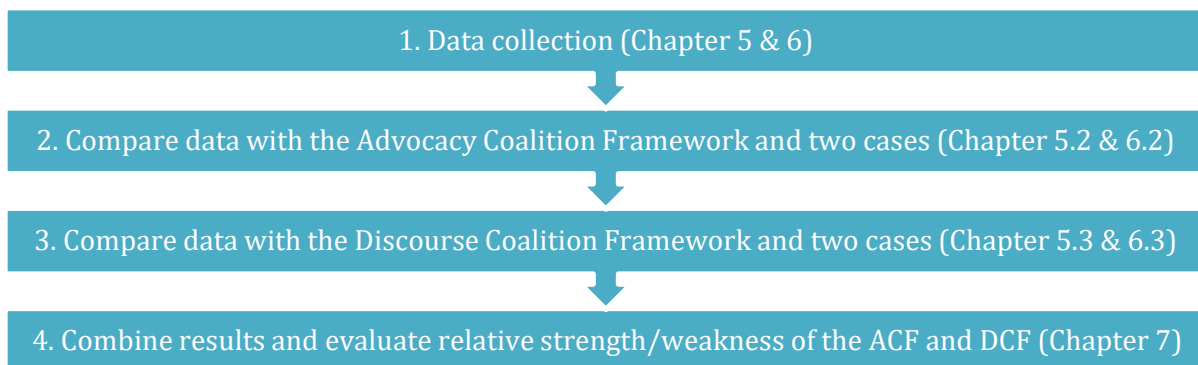 1. Data collection (Chapter 5 & 6)
2. Compare data with the Advocacy Coalition Framework and two cases (Chapter 5.2 & 6.2)
3. Compare data with the Discourse Coalition Framework and two cases (Chapter 5.3 & 6.3)
4. Combine results and evaluate relative strength/weakness of the ACF and DCF (Chapter 7)